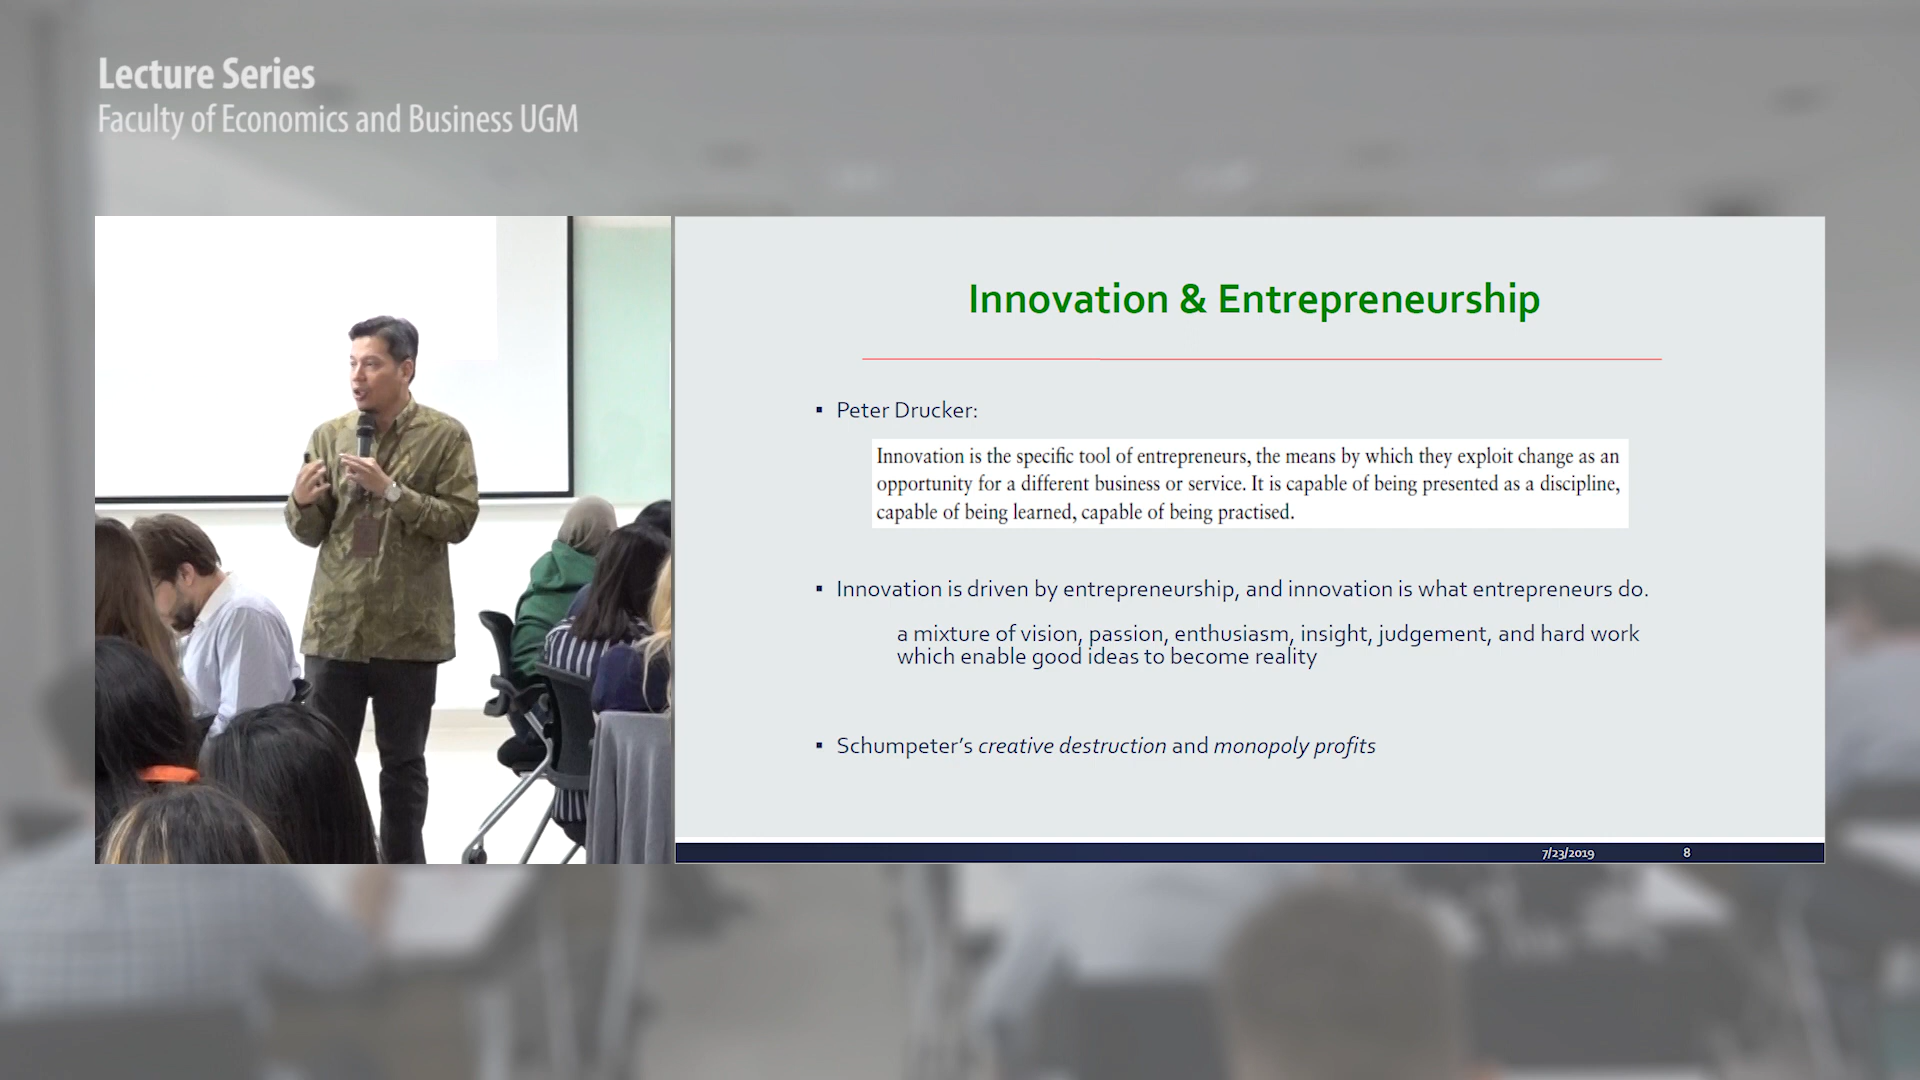 Lecture Series
Faculty of Economics and Business UGM
Innovation & Entrepreneurship
▪ Peter Drucker:
Innovation is the specific tool of entrepreneurs, the means by which they exploit change as an
opportunity for a different business or service. It is capable of being presented as a discipline,
capable of being learned, capable of being practised.
▪ Innovation is driven by entrepreneurship, and innovation is what entrepreneurs do.
a mixture of vision, passion, enthusiasm, insight, judgement, and hard work
which enable good ideas to become reality
▪ Schumpeter’s creative destruction and monopoly profits
7/23/2019 8